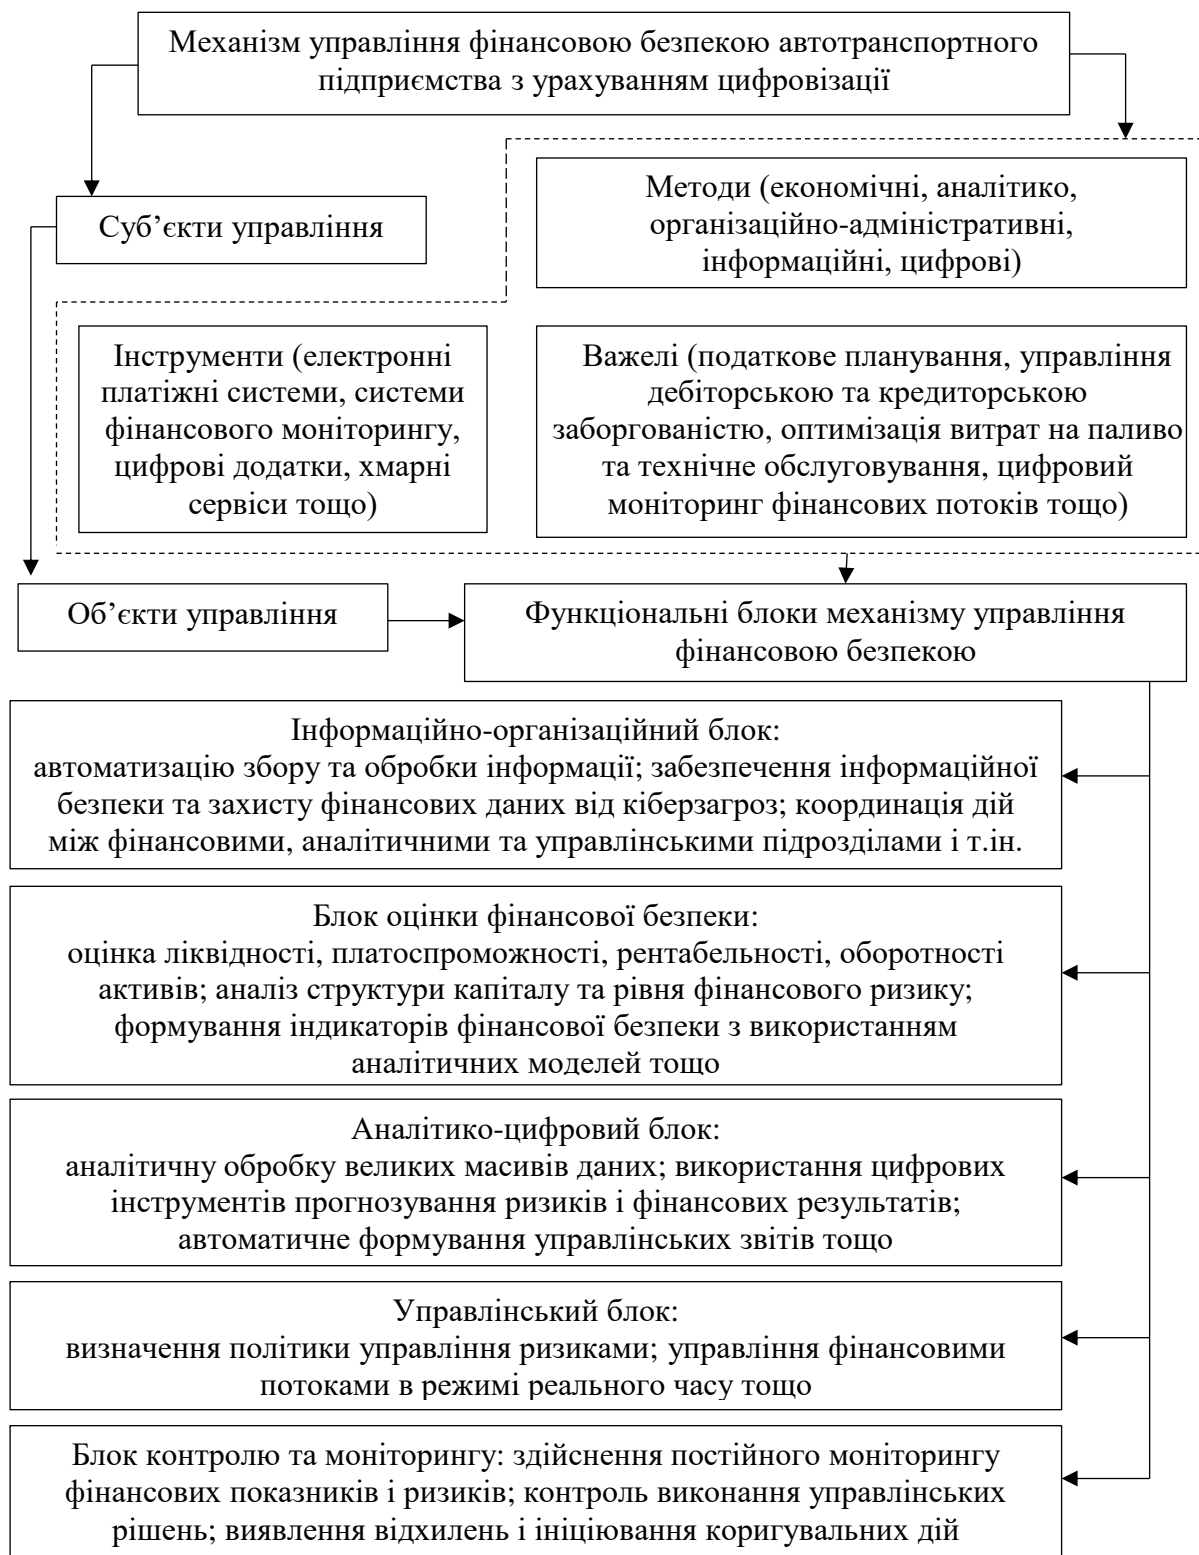 Механізм управління фінансовою безпекою автотранспортного
підприємства з урахуванням цифровізації
Методи (економічні, аналітико,
організаційно-адміністративні,
інформаційні, цифрові)
Суб’єкти управління
Інструменти (електронні
платіжні системи, системи
фінансового моніторингу,
цифрові додатки, хмарні
сервіси тощо)
Важелі (податкове планування, управління
дебіторською та кредиторською
заборгованістю, оптимізація витрат на паливо
та технічне обслуговування, цифровий
моніторинг фінансових потоків тощо)
Об’єкти управління
Функціональні блоки механізму управління
фінансовою безпекою
Інформаційно-організаційний блок:
автоматизацію збору та обробки інформації; забезпечення інформаційної
безпеки та захисту фінансових даних від кіберзагроз; координація дій
між фінансовими, аналітичними та управлінськими підрозділами і т.ін.
Блок оцінки фінансової безпеки:
оцінка ліквідності, платоспроможності, рентабельності, оборотності
активів; аналіз структури капіталу та рівня фінансового ризику;
формування індикаторів фінансової безпеки з використанням
аналітичних моделей тощо
Аналітико-цифровий блок:
аналітичну обробку великих масивів даних; використання цифрових
інструментів прогнозування ризиків і фінансових результатів;
автоматичне формування управлінських звітів тощо
Управлінський блок:
визначення політики управління ризиками; управління фінансовими
потоками в режимі реального часу тощо
Блок контролю та моніторингу: здійснення постійного моніторингу
фінансових показників і ризиків; контроль виконання управлінських
рішень; виявлення відхилень і ініціювання коригувальних дій